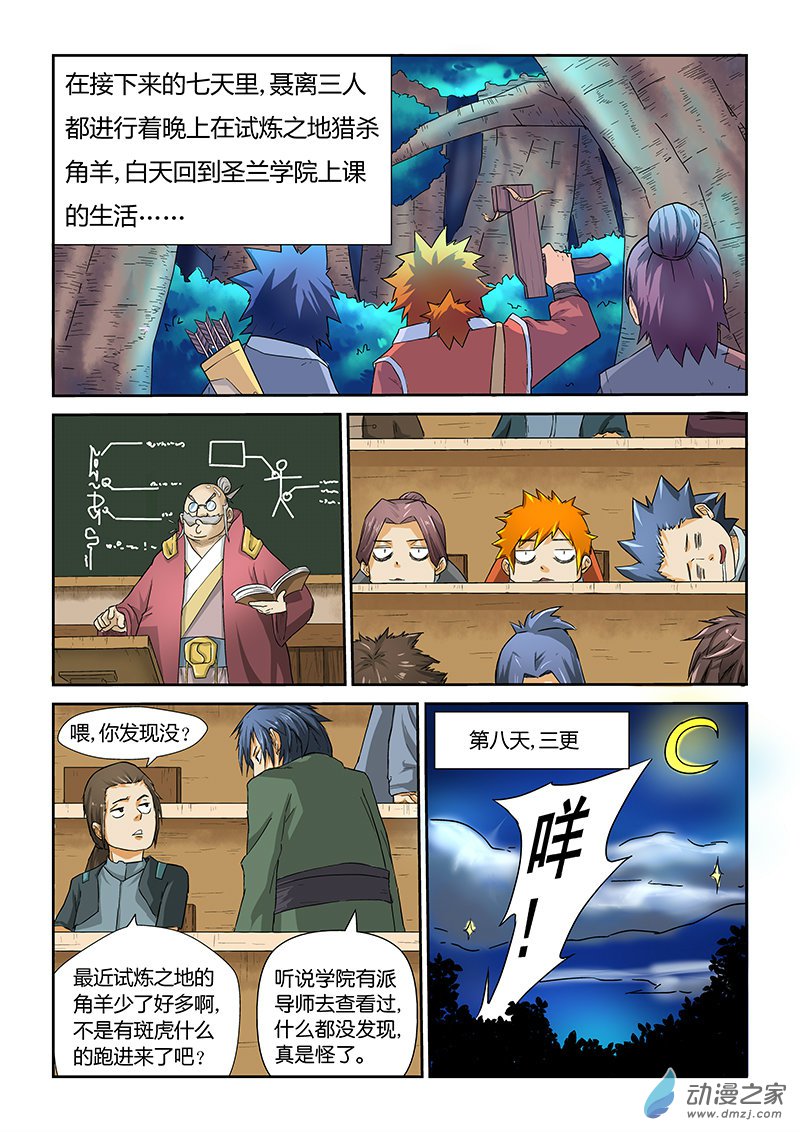 在接下来的七天里，聂离三人
都进行着晚上在试炼之地猎杀
角羊，白天回到圣兰学院上课
的生活……
喂，你发现没？
最近试炼之地的
角羊少了好多啊，
不是有斑虎什么
的跑进来了吧？
听说学院有派
导师去查看过，
什么都没发现，
真是怪了。
第八天，三更
咩！
动漫之家
www.dmzj.com